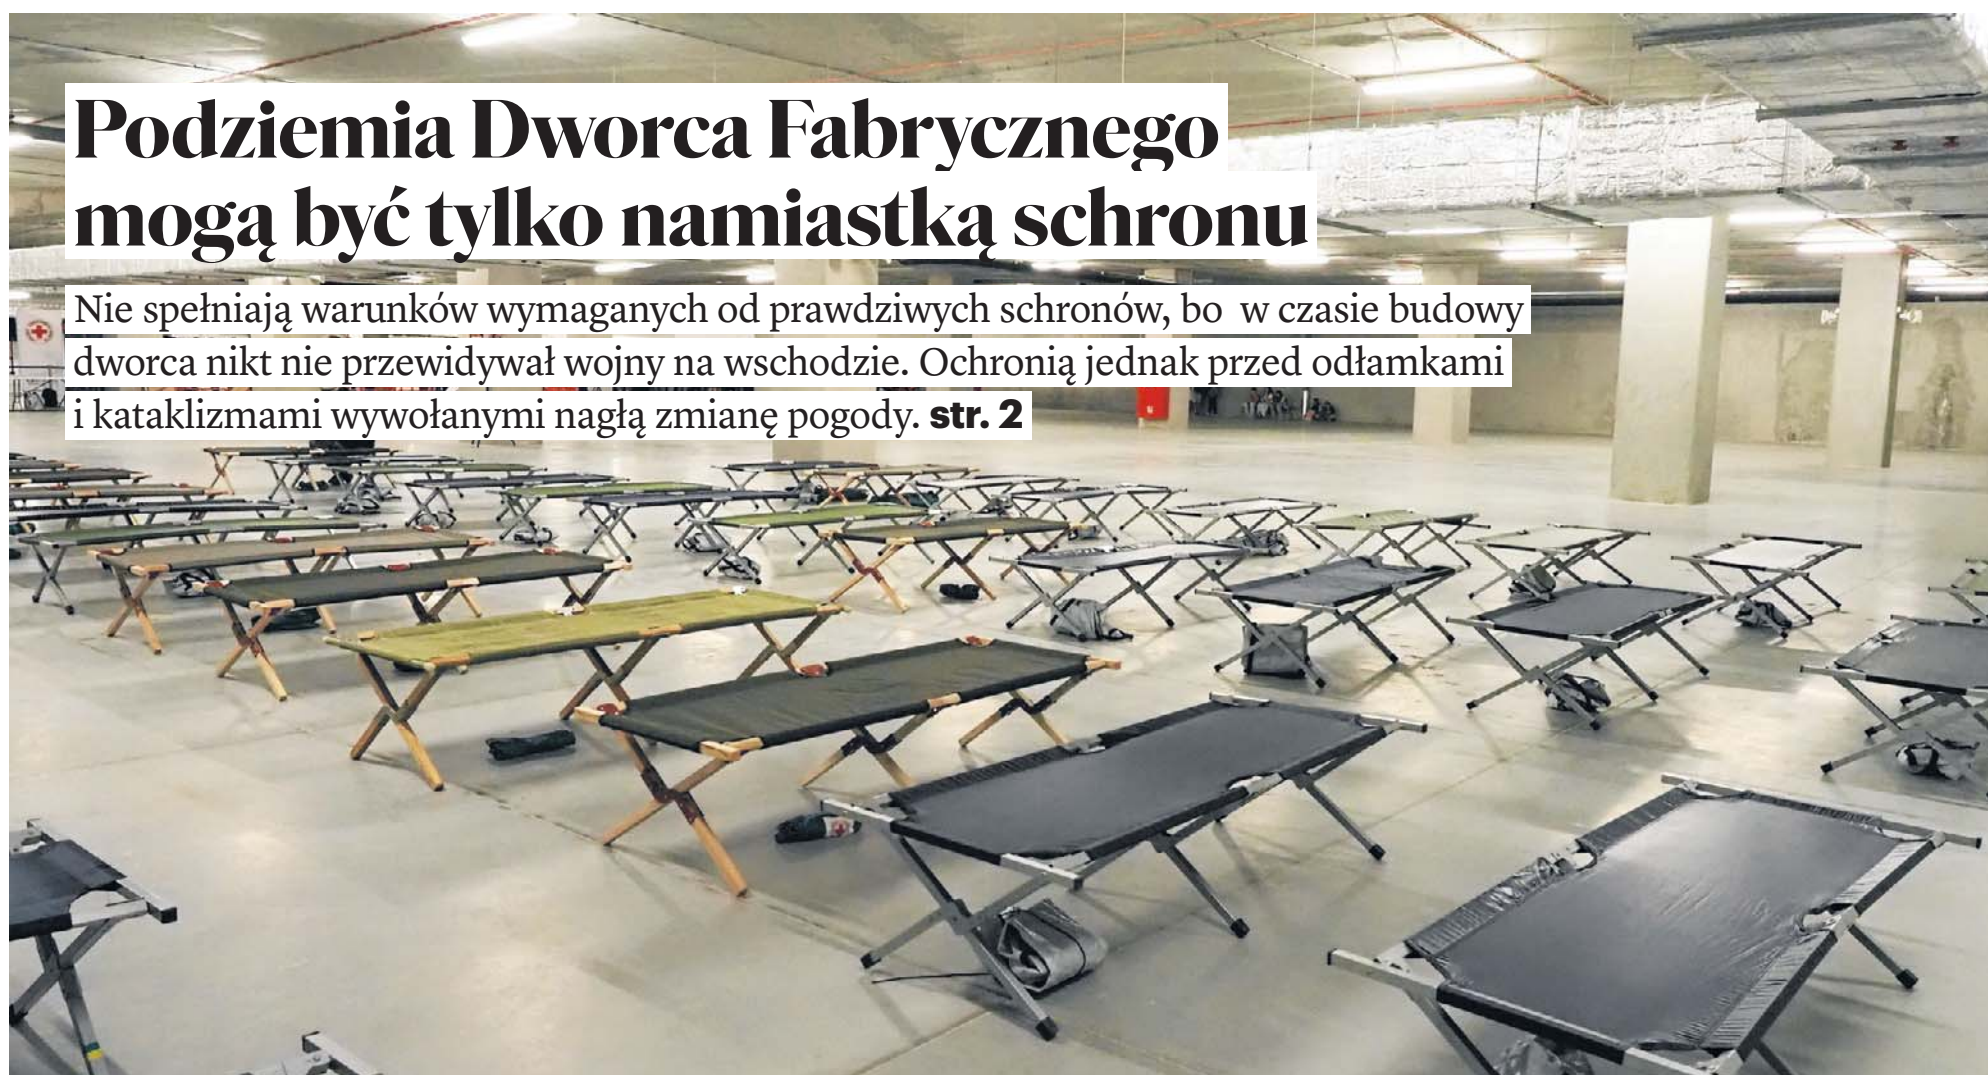 Podziemia Dworca Fabrycznego
mogą być tylko namiastką schronu
Nie spełniają warunków wymaganych od prawdziwych schronów, bo  w czasie budowy
dworca nikt nie przewidywał wojny na wschodzie. Ochronią jednak przed odłamkami
i kataklizmami wywołanymi nagłą zmianę pogody. str. 2